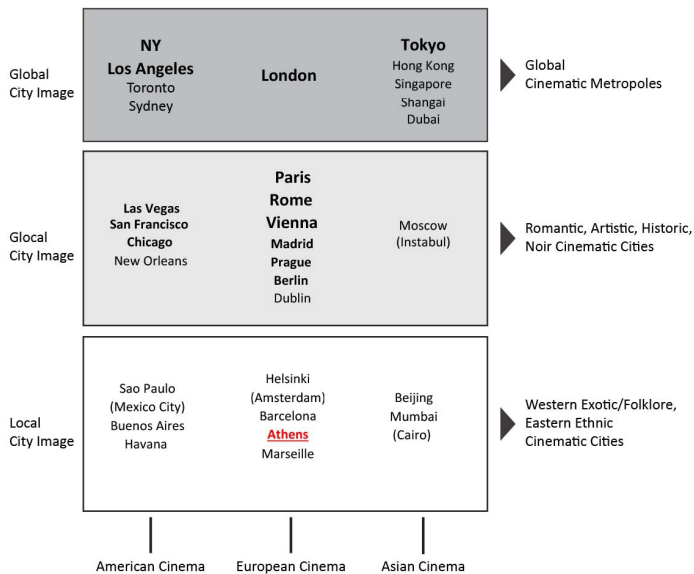 Global
City Image
NY
Los Angeles
Toronto
Sydney
London
Tokyo
Hong Kong
Singapore
Shangai
Dubai
Global
Cinematic Metropoles
Glocal
City Image
Las Vegas
San Francisco
Chicago
New Orleans
Paris
Rome
Vienna
Madrid
Prague
Berlin
Dublin
Moscow
(Instabul)
Romantic, Artistic, Historic,
Noir Cinematic Cities
Local
City Image
Sao Paulo
(Mexico City)
Buenos Aires
Havana
Helsinki
(Amsterdam)
Barcelona
Athens
Marseille
Beijing
Mumbai
(Cairo)
Western Exotic/Folklore,
Eastern Ethnic
Cinematic Cities
American Cinema
European Cinema
Asian Cinema